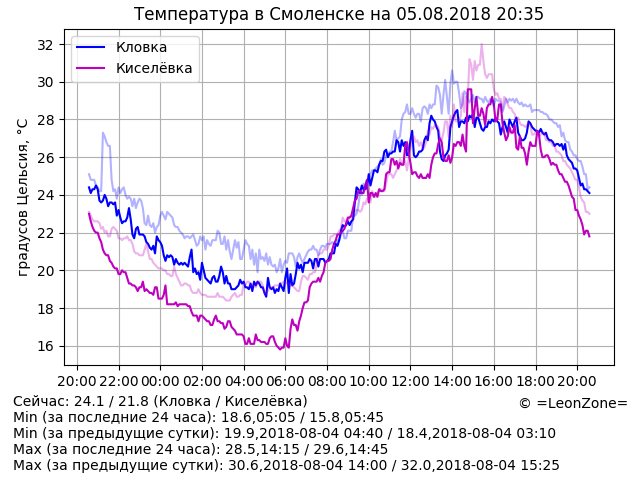 Температура в Смоленске на 05.08.2018 20:35
Кловка
Киселёвка
градусов Цельсия, °C
32
30
28
26
24
22
20
18
16
20:00 22:00 00:00 02:00 04:00 06:00 08:00 10:00 12:00 14:00 16:00 18:00 20:00
Сейчас: 24.1 / 21.8 (Кловка / Киселёвка)
© =LeonZone=
Min (за последние 24 часа): 18.6,05:05 / 15.8,05:45
Min (за предыдущие сутки): 19.9,2018-08-04 04:40 / 18.4,2018-08-04 03:10
Max (за последние 24 часа): 28.5,14:15 / 29.6,14:45
Max (за предыдущие сутки): 30.6,2018-08-04 14:00 / 32.0,2018-08-04 15:25